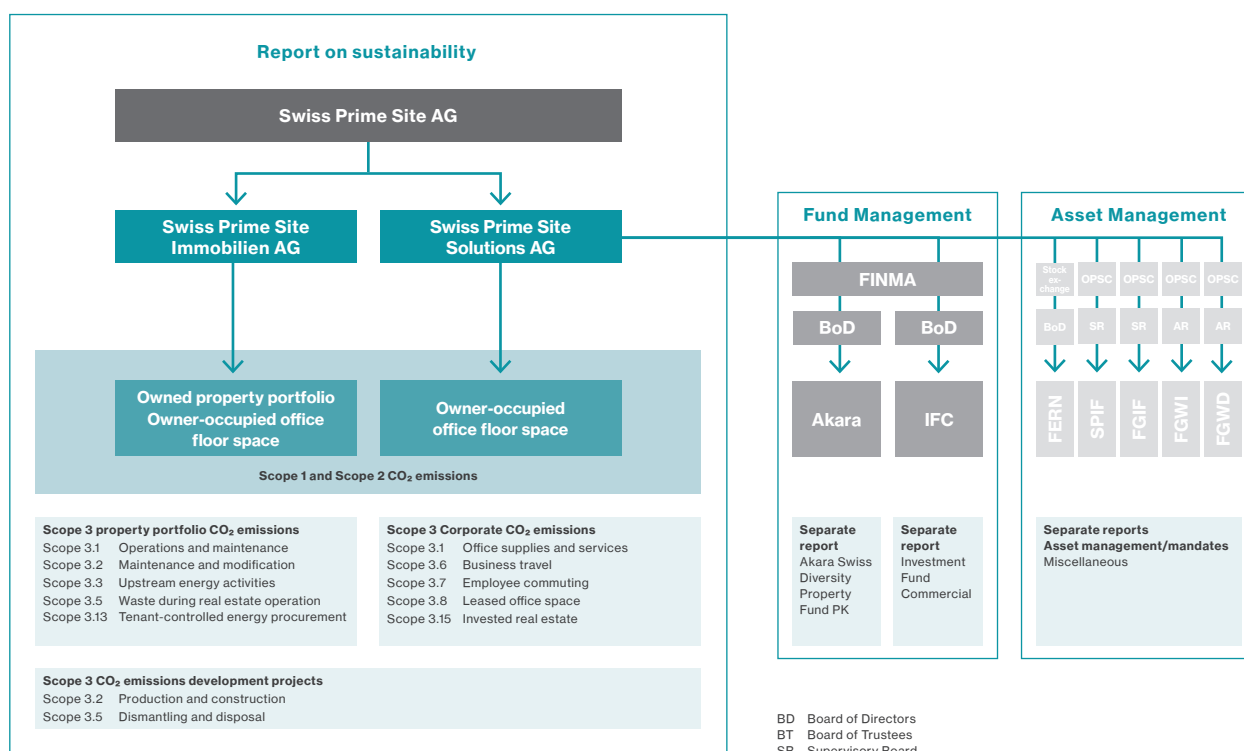 Report on sustainability
Swiss Prime Site AG
Swiss Prime Site
Immobilien AG
Swiss Prime Site
Solutions AG
Owned property portfolio
Owner-occupied office
floor space
Owner-occupied
office floor space
Scope 1 and Scope 2 CO₂ emissions
Scope 3 property portfolio CO₂ emissions
Scope 3.1 Operations and maintenance
Scope 3.2 Maintenance and modification
Scope 3.3 Upstream energy activities
Scope 3.5 Waste during real estate operation
Scope 3.13 Tenant-controlled energy procurement
Scope 3 Corporate CO₂ emissions
Scope 3.1 Office supplies and services
Scope 3.6 Business travel
Scope 3.7 Employee commuting
Scope 3.8 Leased office space
Scope 3.15 Invested real estate
Scope 3 CO₂ emissions development projects
Scope 3.2 Production and construction
Scope 3.5 Dismantling and disposal
Fund Management
FINMA
BoD
BoD
Akara
IFC
Separate
report
Akara Swiss
Diversity
Property
Fund PK
Separate
report
Investment
Fund
Commercial
Asset Management
Stock
ex-
change
OPSC
OPSC
OPSC
OPSC
BoD
SR
SR
AR
AR
FERN
SPIF
FGIF
FGWI
FGWD
Separate reports
Asset management/mandates
Miscellaneous
BD Board of Directors
BT Board of Trustees
SB Supervisory Board